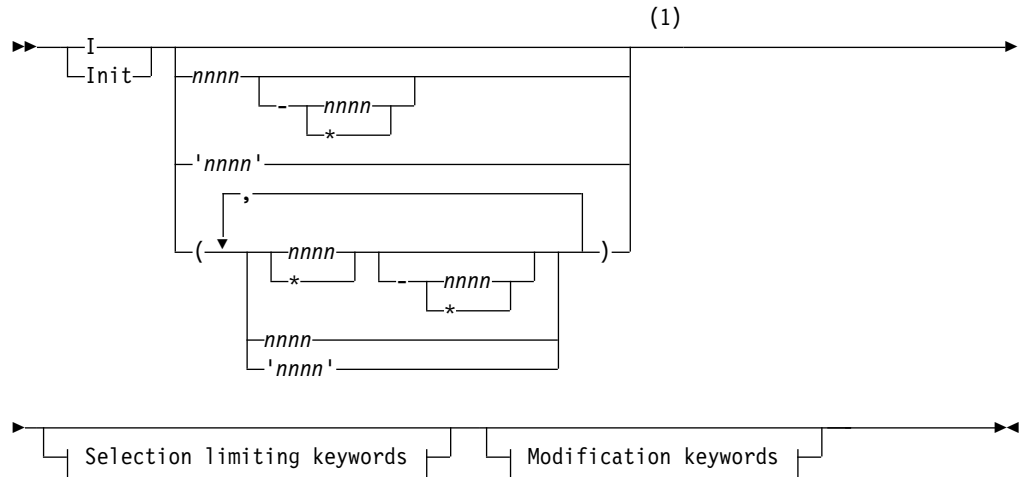 (1)
I
Init
nnnn
- nnnn
*
'nnnn'
,
( nnnn - nnnn )
* *
nnnn
'nnnn'
Selection limiting keywords Modification keywords